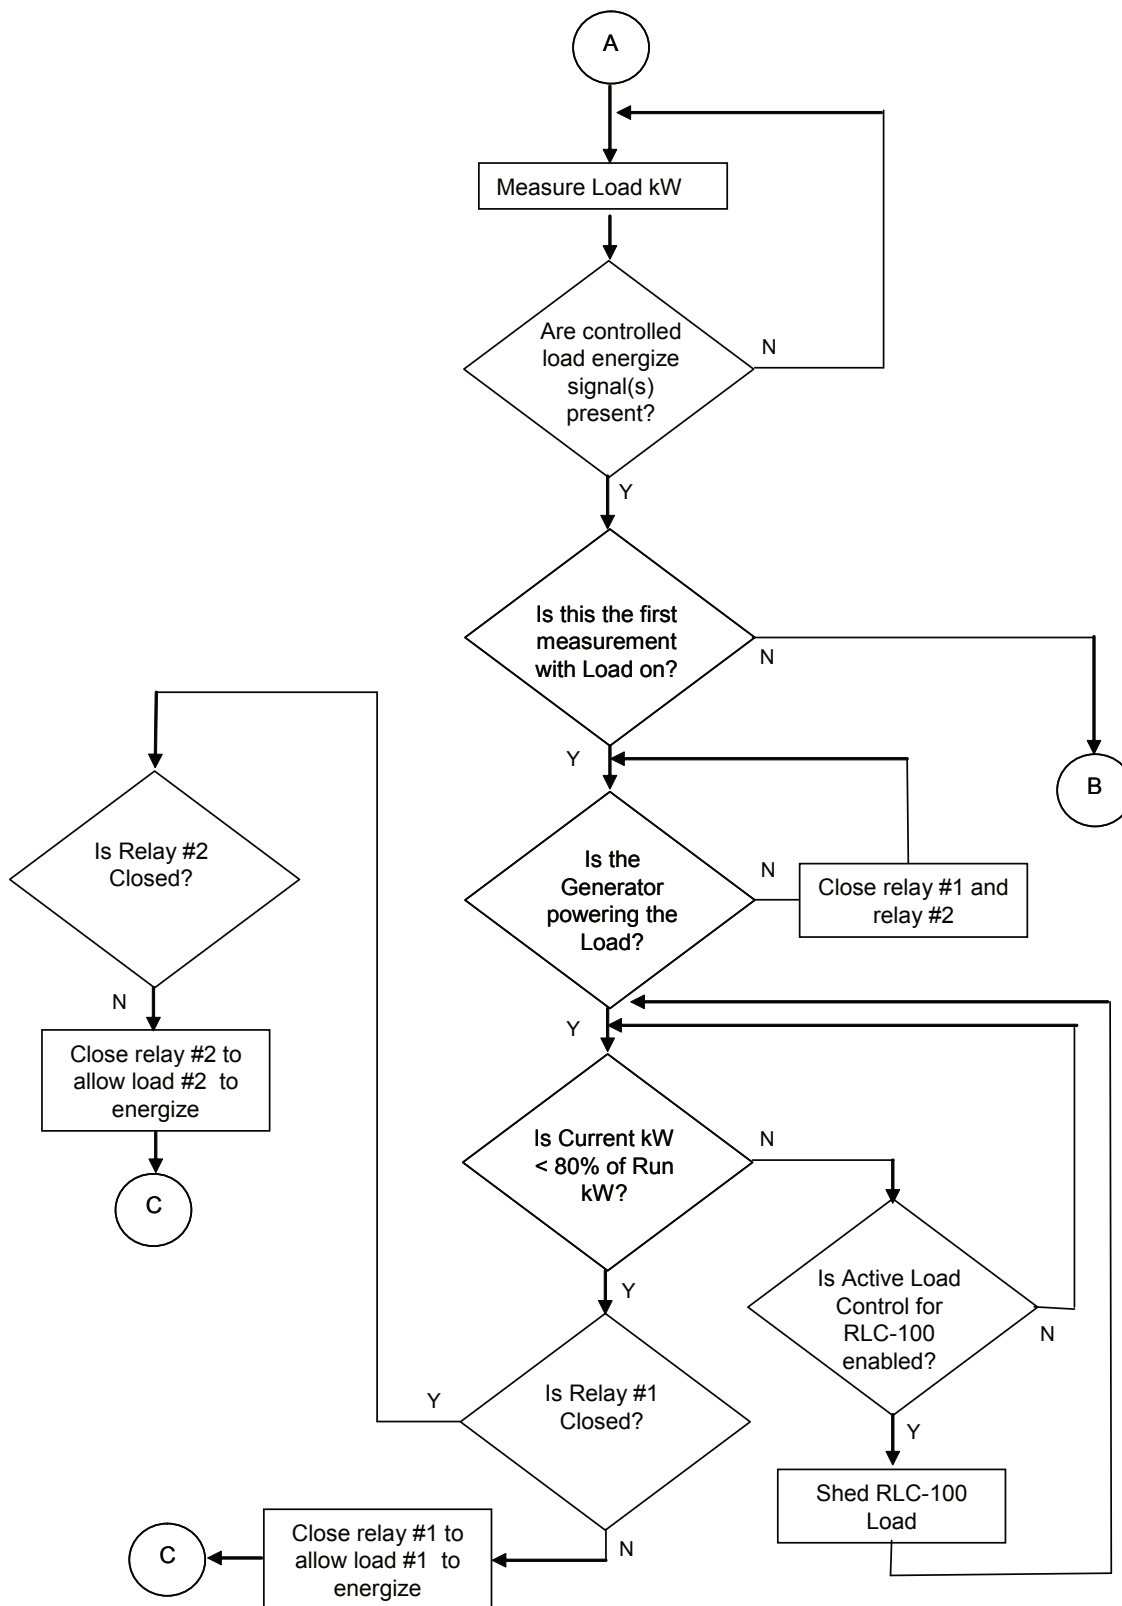 A
Measure Load kW
Are controlled
load energize
signal(s)
present?
N
Y
Is this the first
measurement
with Load on?
N
Y
B
Is Relay #2
Closed?
N
Close relay #2 to
allow load #2 to
energize
C
Is the
Generator
powering the
Load?
N
Close relay #1 and
relay #2
Y
Is Current kW
< 80% of Run
kW?
N
Y
Is Active Load
Control for
RLC-100
enabled?
N
Y
Shed RLC-100
Load
Is Relay #1
Closed?
Y
N
Close relay #1 to
allow load #1 to
energize
C